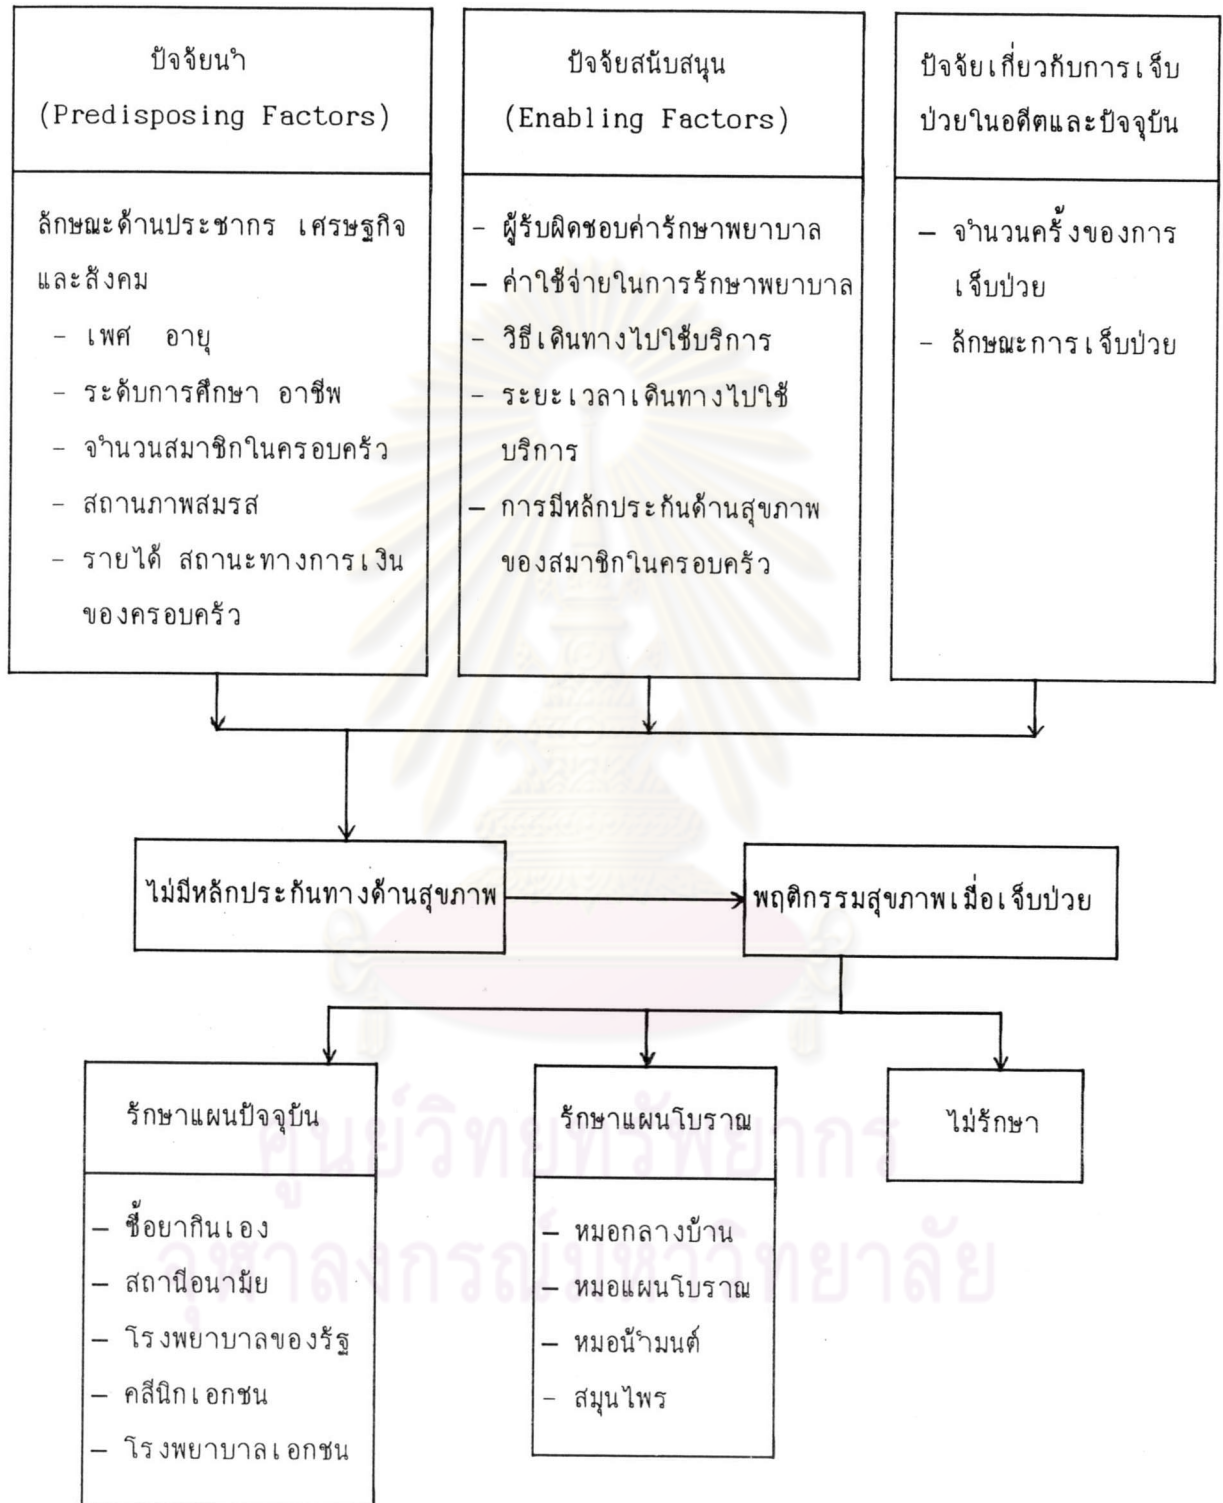 ปัจจัยนำ
(Predisposing Factors)
ลักษณะด้านประชากร เศรษฐกิจ
และสังคม
- เพศ อายุ
- ระดับการศึกษา อาชีพ
- จำนวนสมาชิกในครอบครัว
- สถานภาพสมรส
- รายได้ สถานะทางการเงิน
ของครอบครัว
ปัจจัยสนับสนุน
(Enabling Factors)
- ผู้รับผิดชอบค่ารักษาพยาบาล
- ค่าใช้จ่ายในการรักษาพยาบาล
- วิธีเดินทางไปใช้บริการ
- ระยะเวลาเดินทางไปใช้
บริการ
- การมีหลักประกันด้านสุขภาพ
ของสมาชิกในครอบครัว
ปัจจัยเกี่ยวกับการเจ็บ
ป่วยในอดีตและปัจจุบัน
- จำนวนครั้งของการ
เจ็บป่วย
- ลักษณะการเจ็บป่วย
ไม่มีหลักประกันทางด้านสุขภาพ
พฤติกรรมสุขภาพเมื่อเจ็บป่วย
รักษาแผนปัจจุบัน
- ซื้อยากินเอง
- สถานีอนามัย
- โรงพยาบาลของรัฐ
- คลีนิกเอกชน
- โรงพยาบาลเอกชน
รักษาแผนโบราณ
- หมอกลางบ้าน
- หมอแผนโบราณ
- หมอน้ำมนต์
- สมุนไพร
ไม่รักษา
ศูนย์วิทยทรัพยากร
จุฬาลงกรณ์มหาวิทยาลัย